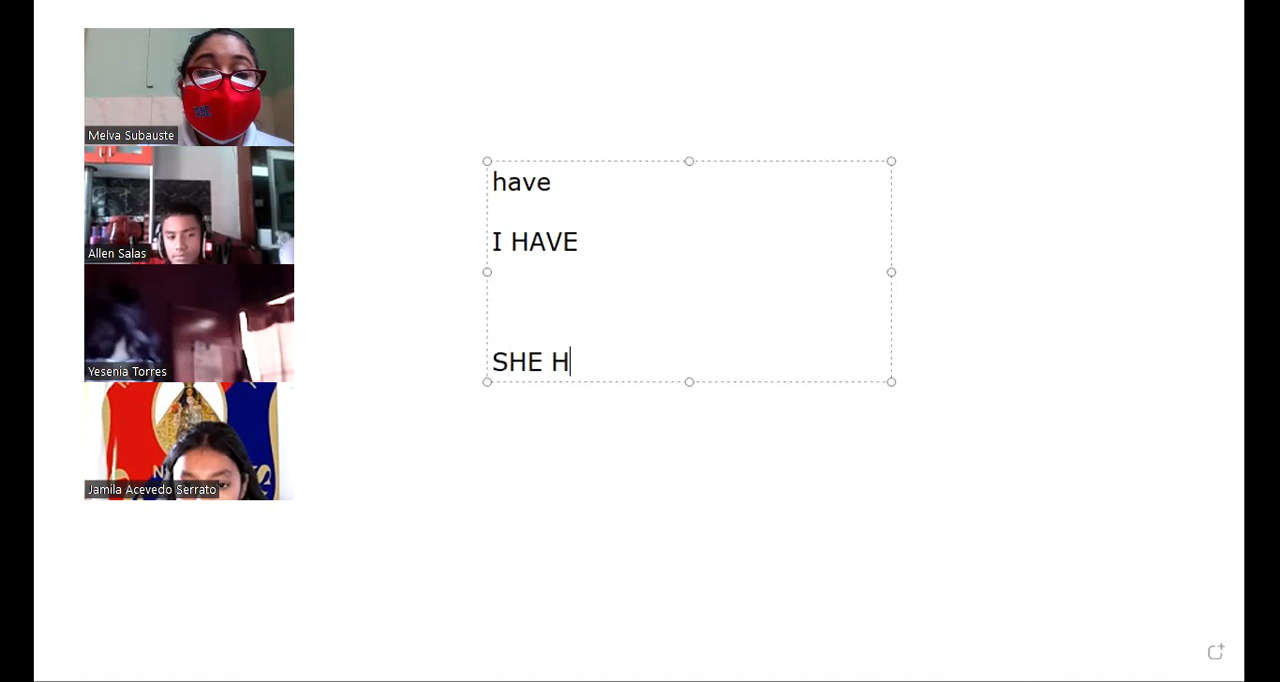 Melva Subauste
Allen Salas
Yesenia Torres
Jamila Acevedo Serrato
have
I HAVE
SHE H